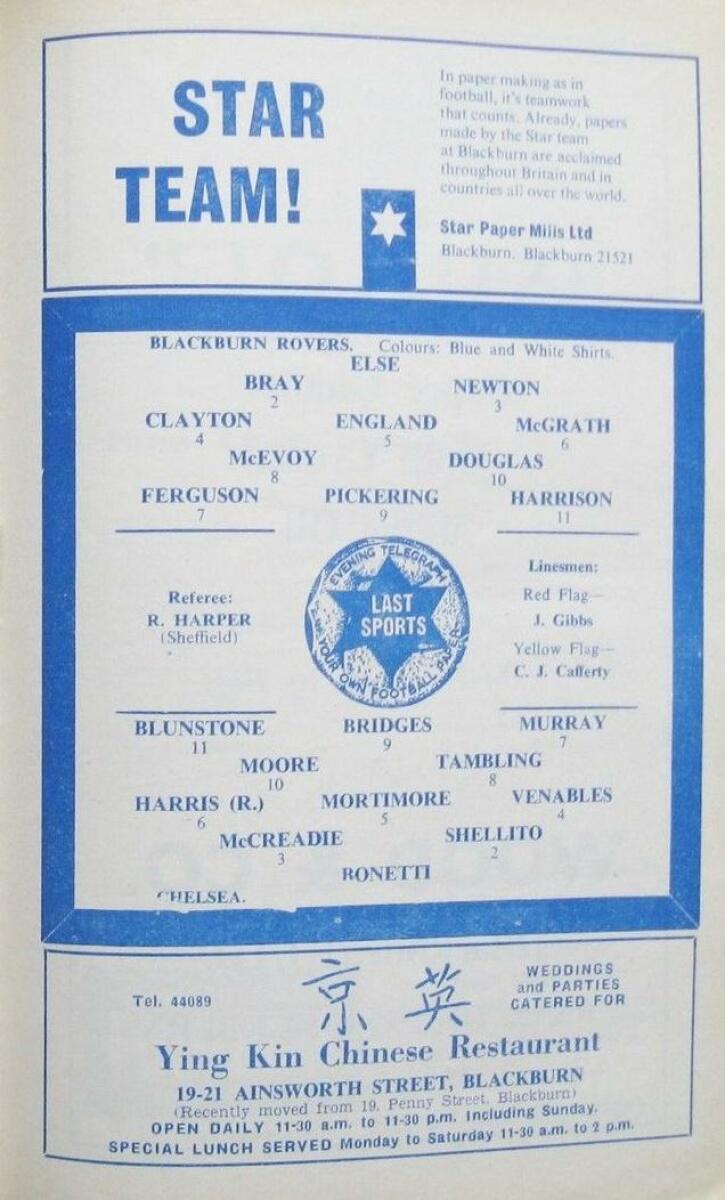 STAR
TEAM!
In paper making as in
football, it's teamwork
that counts. Already, papers
made by the Star team
at Blackburn are acclaimed
throughout Britain and in
countries all over the world.
Star Paper Mills Ltd
Blackburn. Blackburn 21521
BLACKBURN ROVERS. Colours: Blue and White Shirts.
ELSE
BRAY NEWTON
2 3
CLAYTON ENGLAND McGRATH
4 5 6
McEVOY DOUGLAS
8 10
FERGUSON PICKERING HARRISON
7 9 11
Referee:
R. HARPER
(Sheffield)
EVENING TELEGRAPH
LAST
SPORTS
YOUR OWN FOOTBALL PAPER
Linesmen:
Red Flag—
J. Gibbs
Yellow Flag—
C. J. Cafferty
BLUNSTONE BRIDGES MURRAY
11 9 7
MOORE TAMBLING
10 8
HARRIS (R.) MORTIMORE VENABLES
6 5 4
McCREADIE SHELLITO
3 2
BONETTI
CHELSEA.
Tel. 44089
京英
WEDDINGS
and PARTIES
CATERED FOR
Ying Kin Chinese Restaurant
19-21 AINSWORTH STREET, BLACKBURN
(Recently moved from 19, Penny Street, Blackburn)
OPEN DAILY 11-30 a.m. to 11-30 p.m. Including Sunday.
SPECIAL LUNCH SERVED Monday to Saturday 11-30 a.m. to 2 p.m.